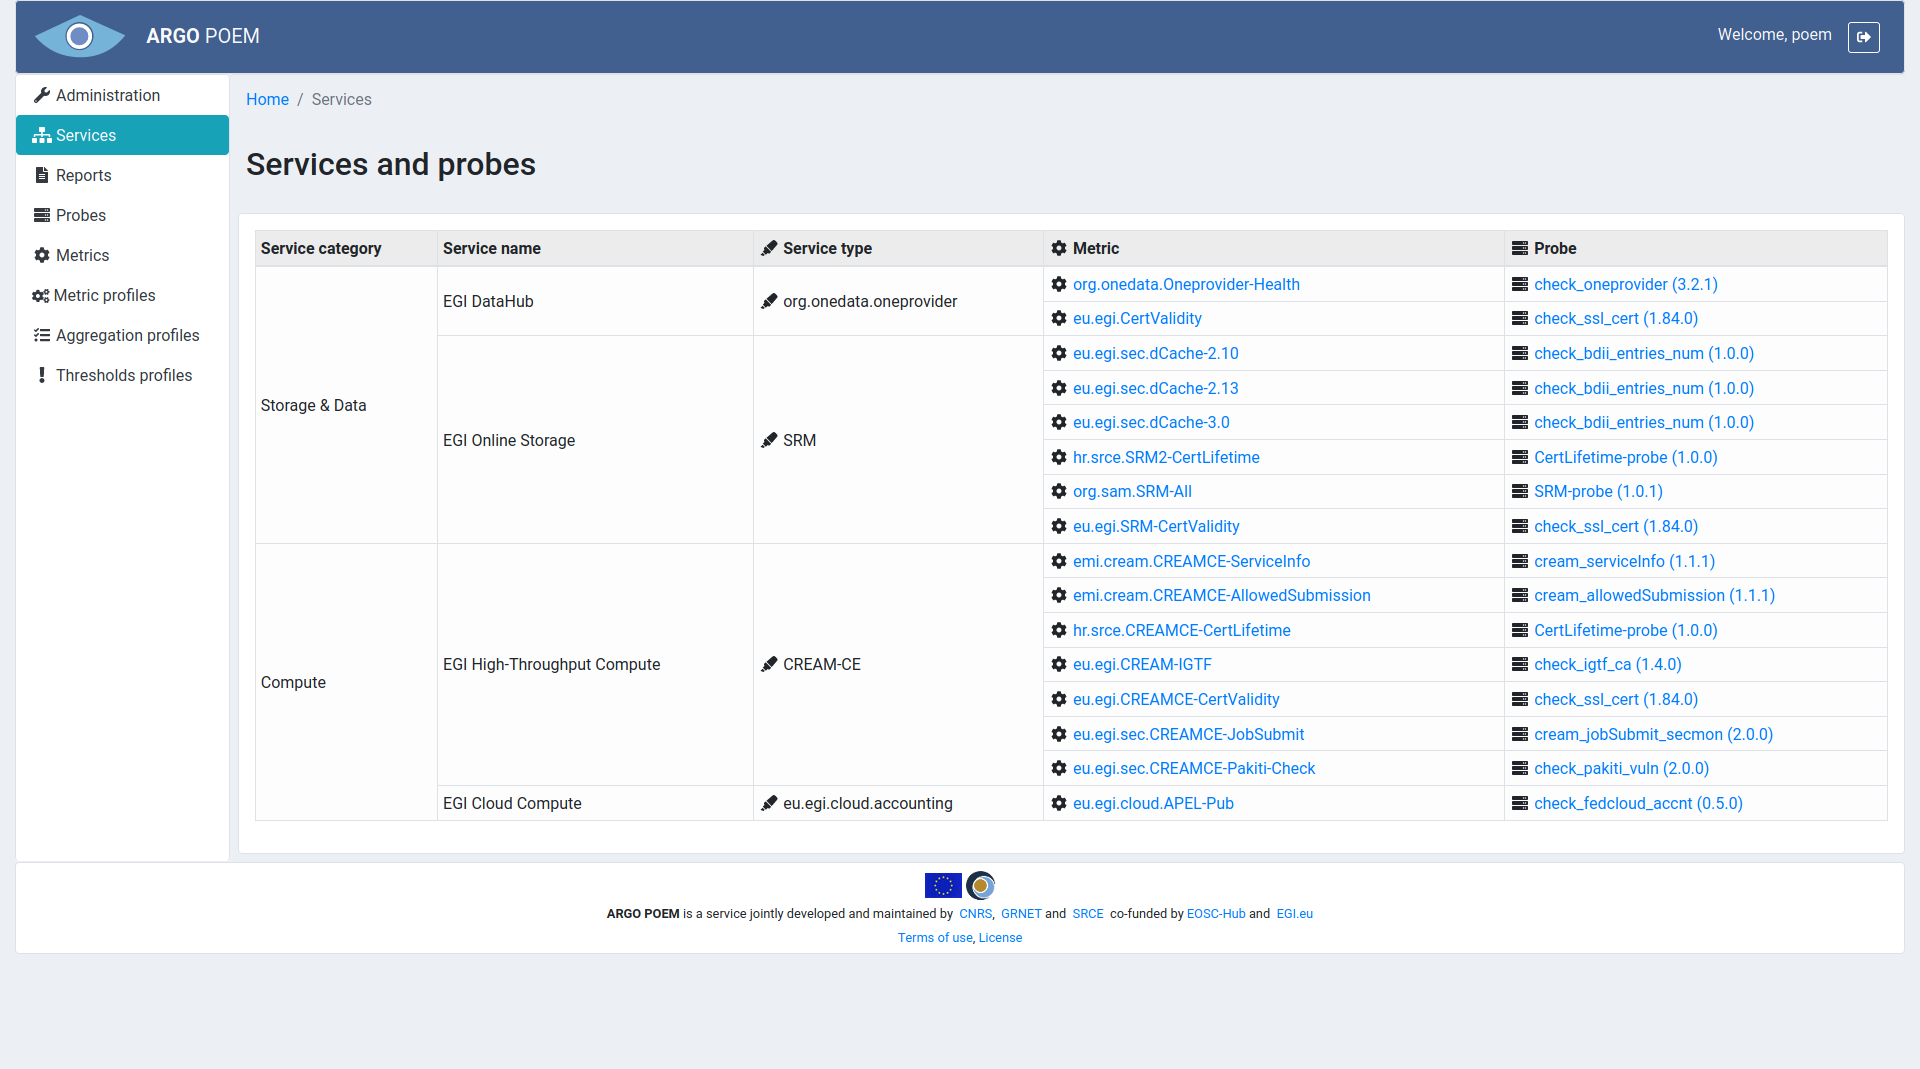 ARGO POEM
Welcome, poem
Administration
Services
Reports
Probes
Metrics
Metric profiles
Aggregation profiles
Thresholds profiles
Home / Services
Services and probes
Service category Service name Service type Metric Probe
Storage & Data
EGI DataHub org.onedata.oneprovider
org.onedata.Oneprovider-Health check_oneprovider (3.2.1)
eu.egi.CertValidity check_ssl_cert (1.84.0)
EGI Online Storage SRM
eu.egi.sec.dCache-2.10 check_bdii_entries_num (1.0.0)
eu.egi.sec.dCache-2.13 check_bdii_entries_num (1.0.0)
eu.egi.sec.dCache-3.0 check_bdii_entries_num (1.0.0)
hr.srce.SRM2-CertLifetime CertLifetime-probe (1.0.0)
org.sam.SRM-All SRM-probe (1.0.1)
eu.egi.SRM-CertValidity check_ssl_cert (1.84.0)
Compute
EGI High-Throughput Compute CREAM-CE
emi.cream.CREAMCE-ServiceInfo cream_serviceInfo (1.1.1)
emi.cream.CREAMCE-AllowedSubmission cream_allowedSubmission (1.1.1)
hr.srce.CREAMCE-CertLifetime CertLifetime-probe (1.0.0)
eu.egi.CREAM-IGTF check_igtf_ca (1.4.0)
eu.egi.CREAMCE-CertValidity check_ssl_cert (1.84.0)
eu.egi.sec.CREAMCE-JobSubmit cream_jobSubmit_secmon (2.0.0)
eu.egi.sec.CREAMCE-Pakiti-Check check_pakiti_vuln (2.0.0)
EGI Cloud Compute eu.egi.cloud.accounting eu.egi.cloud.APEL-Pub check_fedcloud_accnt (0.5.0)
ARGO POEM is a service jointly developed and maintained by CNRS, GRNET and SRCE co-funded by EOSC-Hub and EGI.eu
Terms of use, License